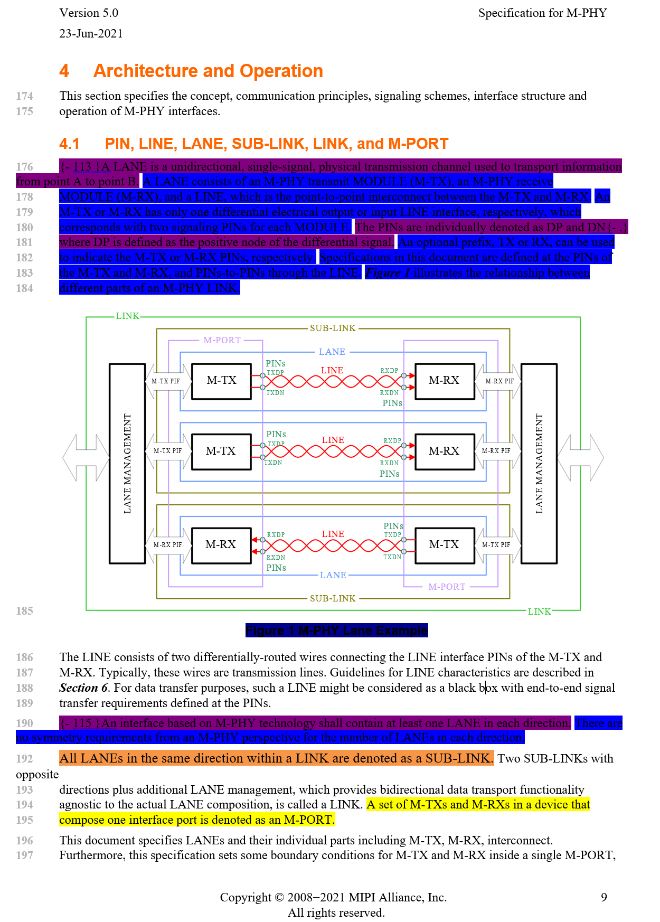 Version 5.0 Specification for M-PHY
23-Jun-2021
4 Architecture and Operation
174 This section specifies the concept, communication principles, signaling schemes, interface structure and
175 operation of M-PHY interfaces.
4.1 PIN, LINE, LANE, SUB-LINK, LINK, and M-PORT
176 {- 113 }A LANE is a unidirectional, single-signal, physical transmission channel used to transport information
from point A to point B. A LANE consists of an M-PHY transmit MODULE (M-TX), an M-PHY receive
178 MODULE (M-RX), and a LINE, which is the point-to-point interconnect between the M-TX and M-RX. An
179 M-TX or M-RX has only one differential electrical output or input LINE interface, respectively, which
180 corresponds with two signaling PINs for each MODULE. The PINs are individually denoted as DP and DN
181 where DP is defined as the positive node of the differential signal. An optional prefix, TX or RX, can be used
182 to indicate the M-TX or M-RX PINs, respectively. Specifications in this document are defined at the PINs of
183 the M-TX and M-RX, and PINs-to-PINs through the LINE. Figure 1 illustrates the relationship between
184 different parts of an M-PHY LINK.
LINK
SUB-LINK
M-PORT
LANE
PINs
TXDP LINE RXDP
M-TX PIF M-TX M-RX M-RX PIF
TXDN RXDN
PINs
PINs
TXDP LINE RXDP
M-TX PIF M-TX M-RX M-RX PIF
TXDN RXDN
PINs
LANE MANAGEMENT
LANE MANAGEMENT
PINs
RXDP LINE TXDP
M-RX PIF M-RX M-TX M-TX PIF
RXDN TXDN
PINs
LANE
M-PORT
SUB-LINK
185 LINK
Figure 1 M-PHY Lane Example
186 The LINE consists of two differentially-routed wires connecting the LINE interface PINs of the M-TX and
187 M-RX. Typically, these wires are transmission lines. Guidelines for LINE characteristics are described in
188 Section 6. For data transfer purposes, such a LINE might be considered as a black box with end-to-end signal
189 transfer requirements defined at the PINs.
190 {- 115 }An interface based on M-PHY technology shall contain at least one LANE in each direction. There are
no symmetry requirements from an M-PHY perspective for the number of LANEs in each direction.
192 All LANEs in the same direction within a LINK are denoted as a SUB-LINK. Two SUB-LINKs with
opposite
193 directions plus additional LANE management, which provides bidirectional data transport functionality
194 agnostic to the actual LANE composition, is called a LINK. A set of M-TXs and M-RXs in a device that
195 compose one interface port is denoted as an M-PORT.
196 This document specifies LANEs and their individual parts including M-TX, M-RX, interconnect.
197 Furthermore, this specification sets some boundary conditions for M-TX and M-RX inside a single M-PORT,
Copyright © 2008−2021 MIPI Alliance, Inc. 9
All rights reserved.